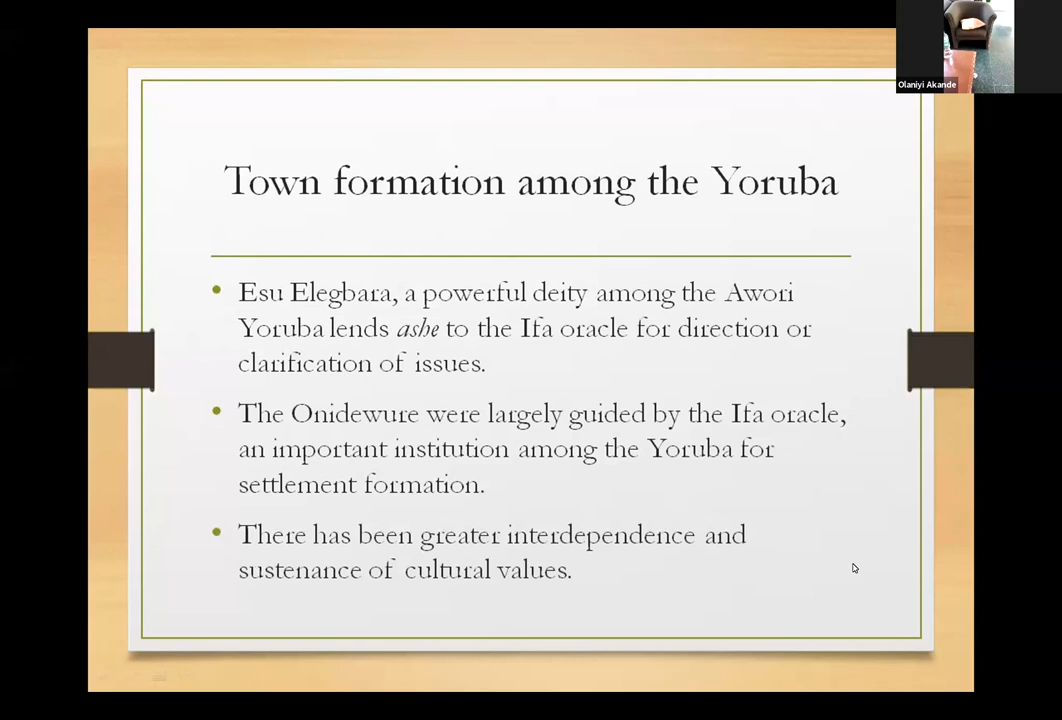 Olaniyi Akande
Town formation among the Yoruba
• Esu Elegbara, a powerful deity among the Awori
Yoruba lends ashe to the Ifa oracle for direction or
clarification of issues.
• The Onidewure were largely guided by the Ifa oracle,
an important institution among the Yoruba for
settlement formation.
• There has been greater interdependence and
sustenance of cultural values.